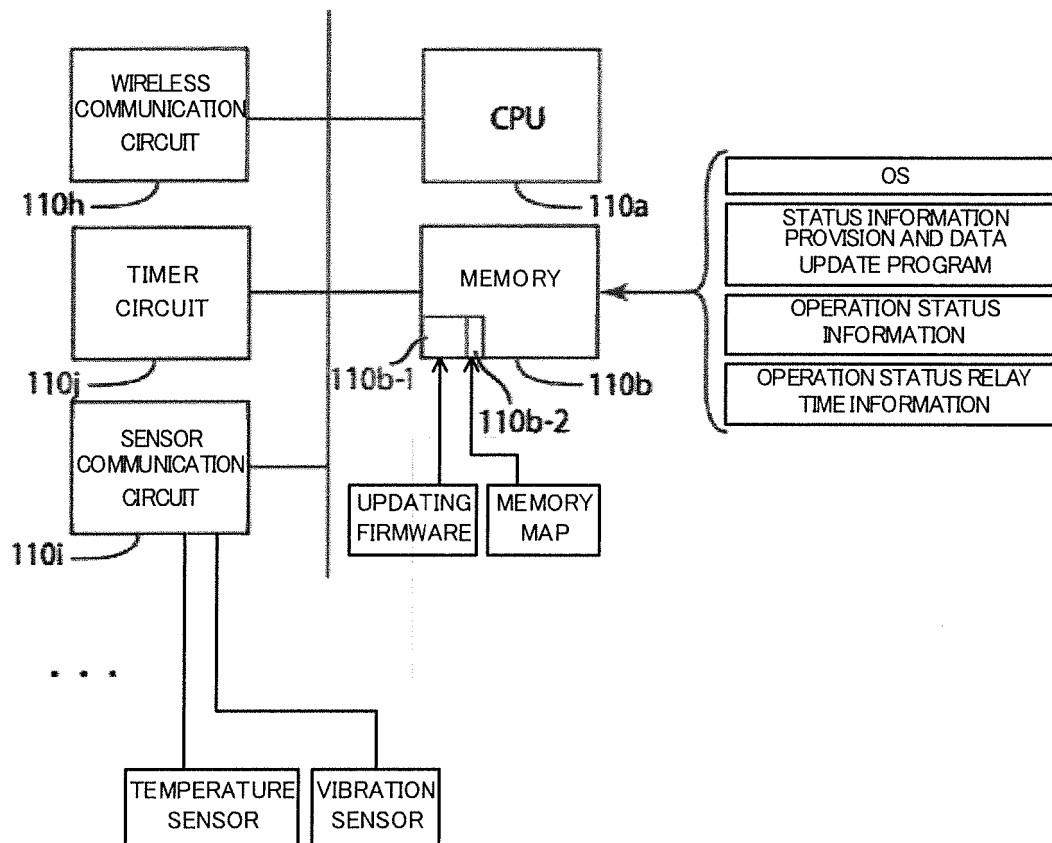 WIRELESS
COMMUNICATION
CIRCUIT
110h
CPU
110a
TIMER
CIRCUIT
110j
MEMORY
110b-1
110b-2
110b
OS
STATUS INFORMATION
PROVISION AND DATA
UPDATE PROGRAM
OPERATION STATUS
INFORMATION
OPERATION STATUS RELAY
TIME INFORMATION
SENSOR
COMMUNICATION
CIRCUIT
110i
UPDATING
FIRMWARE
MEMORY
MAP
. . .
TEMPERATURE
SENSOR
VIBRATION
SENSOR